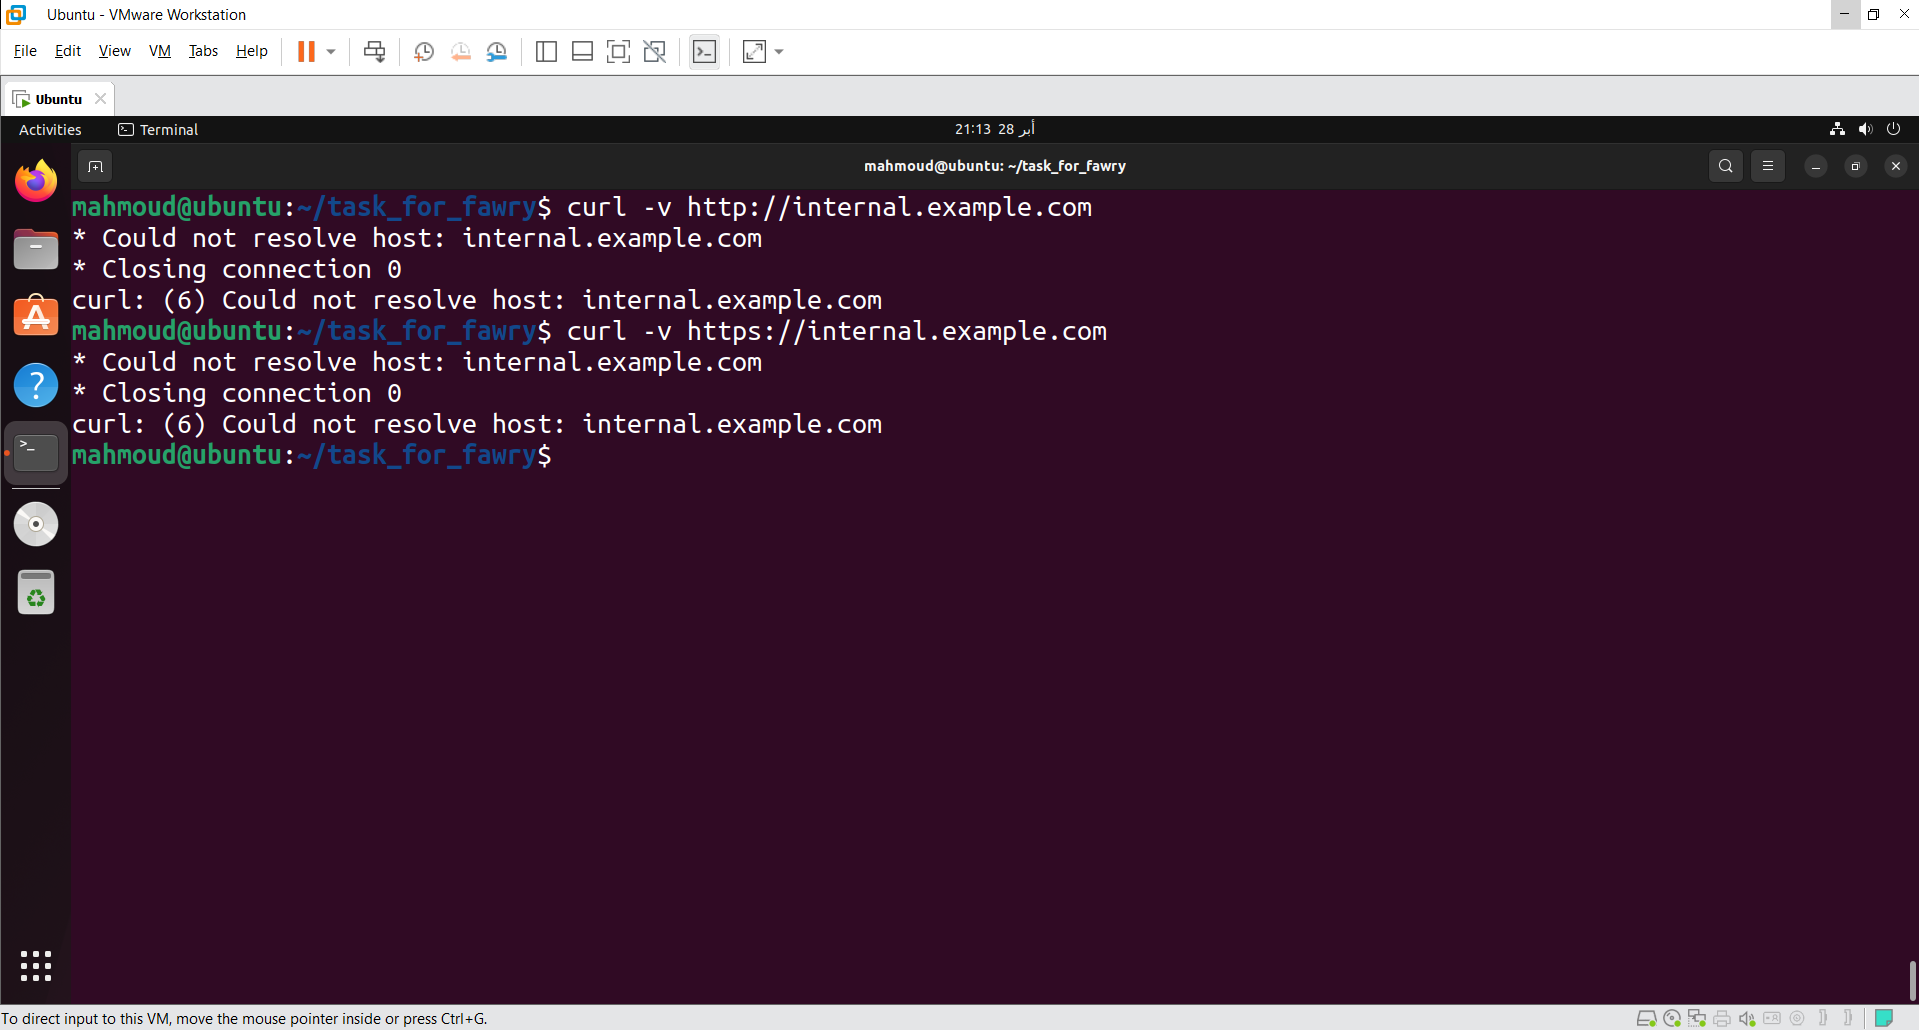 Ubuntu - VMware Workstation
File Edit View VM Tabs Help
Ubuntu
Activities Terminal 21:13 28 أبر
mahmoud@ubuntu: ~/task_for_fawry
mahmoud@ubuntu:~/task_for_fawry$ curl -v http://internal.example.com
* Could not resolve host: internal.example.com
* Closing connection 0
curl: (6) Could not resolve host: internal.example.com
mahmoud@ubuntu:~/task_for_fawry$ curl -v https://internal.example.com
* Could not resolve host: internal.example.com
* Closing connection 0
curl: (6) Could not resolve host: internal.example.com
mahmoud@ubuntu:~/task_for_fawry$
To direct input to this VM, move the mouse pointer inside or press Ctrl+G.